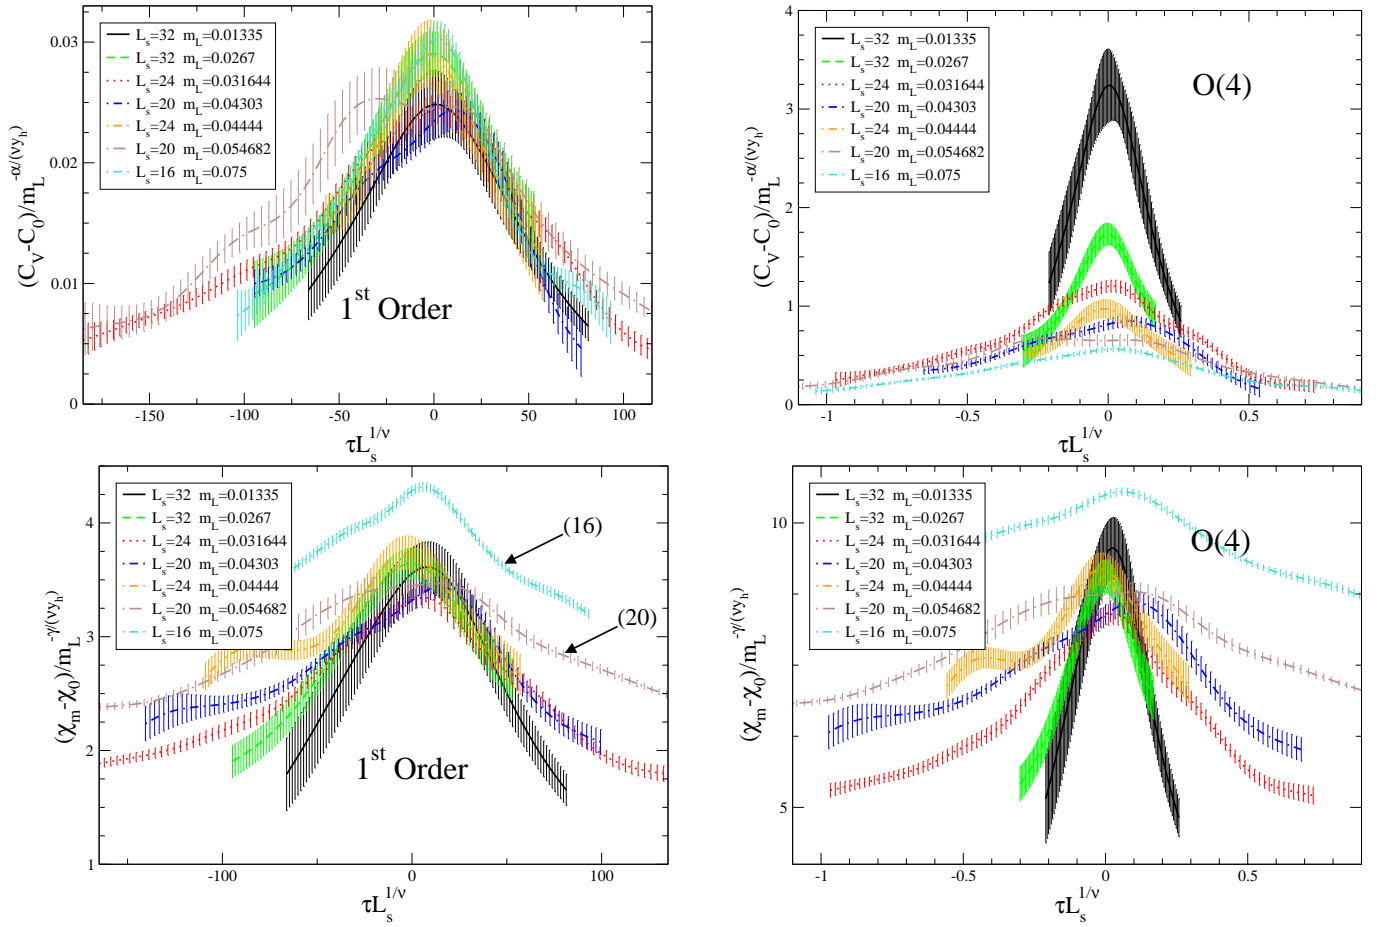 (C_V-C_0)/m_L^{-α/(νy_h)}
0.03
0.02
0.01
0
L_s=32 m_L=0.01335
L_s=32 m_L=0.0267
L_s=24 m_L=0.031644
L_s=20 m_L=0.04303
L_s=24 m_L=0.04444
L_s=20 m_L=0.054682
L_s=16 m_L=0.075
1^{st} Order
-150 -100 -50 0 50 100
τL_s^{1/ν}
(C_V-C_0)/m_L^{-α/(νy_h)}
4
3
2
1
0
L_s=32 m_L=0.01335
L_s=32 m_L=0.0267
L_s=24 m_L=0.031644
L_s=20 m_L=0.04303
L_s=24 m_L=0.04444
L_s=20 m_L=0.054682
L_s=16 m_L=0.075
O(4)
-1 -0.5 0 0.5
τL_s^{1/ν}
(χ_m-χ_0)/m_L^{-γ/(νy_h)}
4
3
2
1
L_s=32 m_L=0.01335
L_s=32 m_L=0.0267
L_s=24 m_L=0.031644
L_s=20 m_L=0.04303
L_s=24 m_L=0.04444
L_s=20 m_L=0.054682
L_s=16 m_L=0.075
(16)
(20)
1^{st} Order
-100 0 100
τL_s^{1/ν}
(χ_m-χ_0)/m_L^{-γ/(νy_h)}
10
5
L_s=32 m_L=0.01335
L_s=32 m_L=0.0267
L_s=24 m_L=0.031644
L_s=20 m_L=0.04303
L_s=24 m_L=0.04444
L_s=20 m_L=0.054682
L_s=16 m_L=0.075
O(4)
-1 -0.5 0 0.5
τL_s^{1/ν}